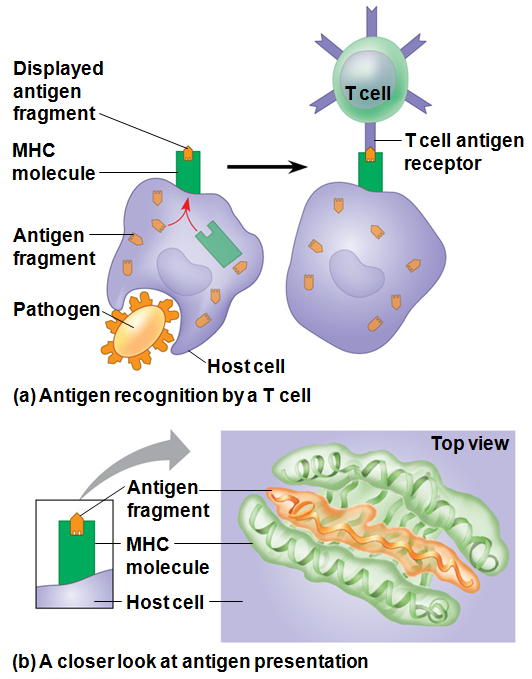 Displayed
antigen
fragment
MHC
molecule
Antigen
fragment
Pathogen
Host cell
T cell
T cell antigen
receptor
(a) Antigen recognition by a T cell
Top view
Antigen
fragment
MHC
molecule
Host cell
(b) A closer look at antigen presentation